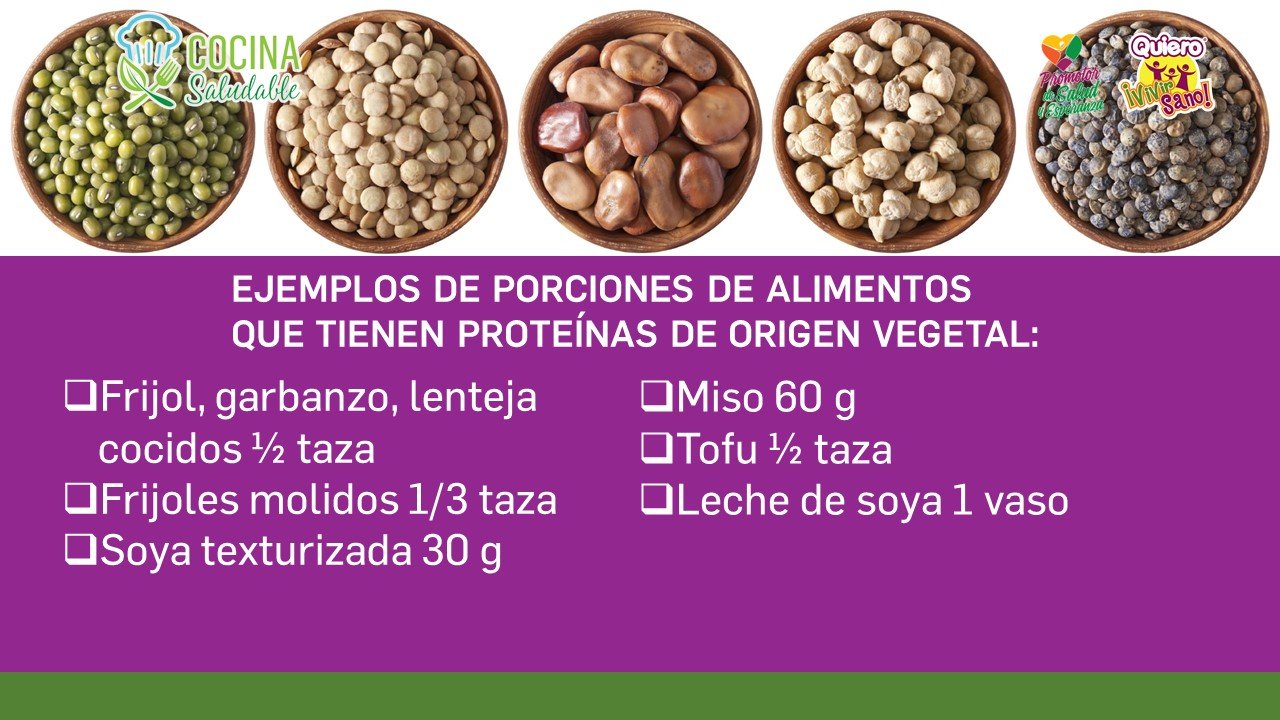 COCINA
Saludable
Promotor
de Salud
y Esperanza
Quiero
¡Vivir
Sano!
EJEMPLOS DE PORCIONES DE ALIMENTOS
QUE TIENEN PROTEÍNAS DE ORIGEN VEGETAL:
❑Frijol, garbanzo, lenteja
cocidos ½ taza
❑Frijoles molidos 1/3 taza
❑Soya texturizada 30 g
❑Miso 60 g
❑Tofu ½ taza
❑Leche de soya 1 vaso